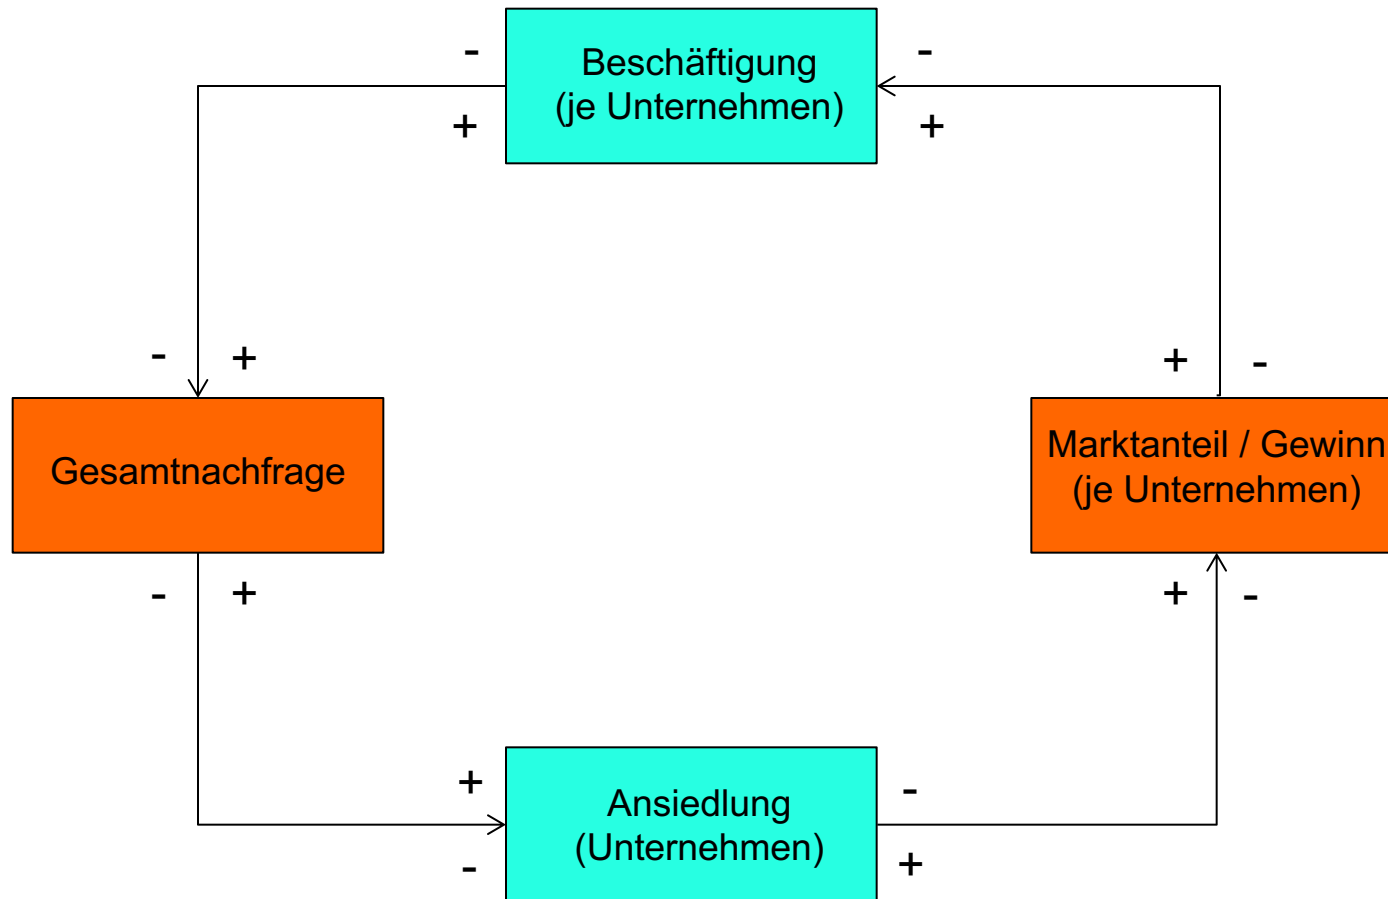 -
Beschäftigung
-
(je Unternehmen)
+
+
-
+
+
-
Gesamtnachfrage
Marktanteil / Gewinn
(je Unternehmen)
-
+
+
-
+
Ansiedlung
-
(Unternehmen)
-
+